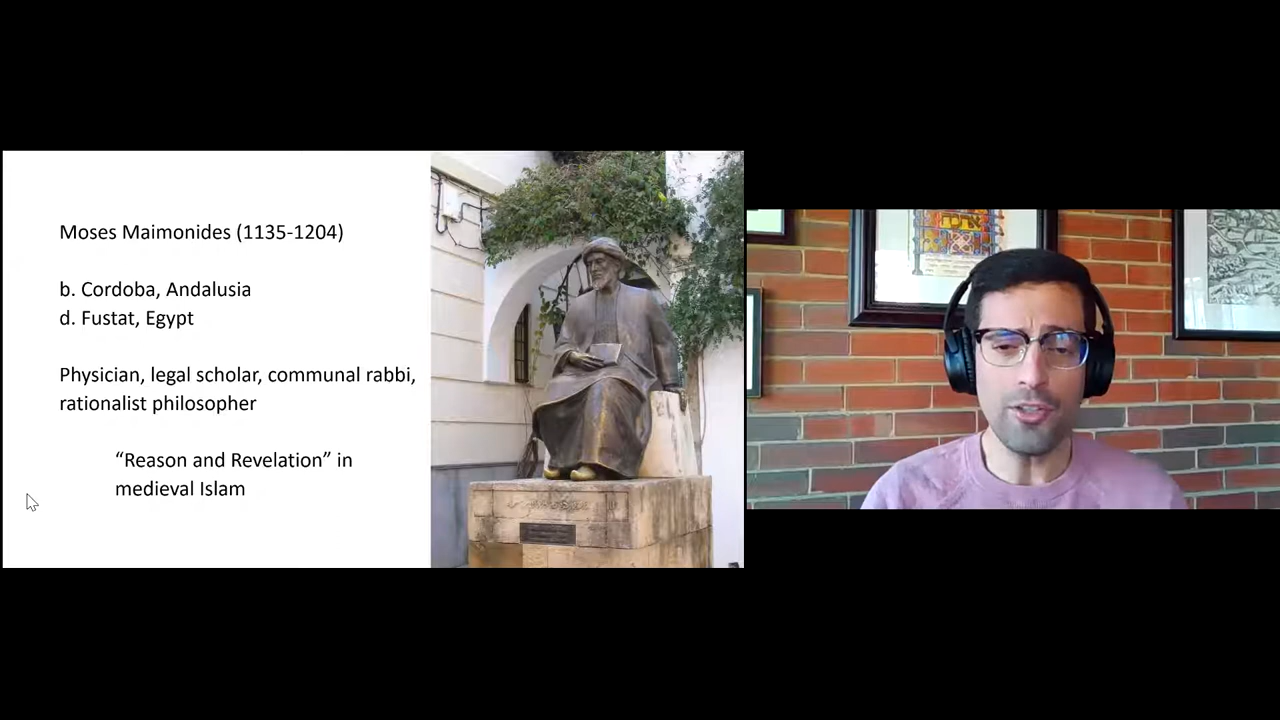 Moses Maimonides (1135-1204)
b. Cordoba, Andalusia
d. Fustat, Egypt
Physician, legal scholar, communal rabbi,
rationalist philosopher
“Reason and Revelation” in
medieval Islam